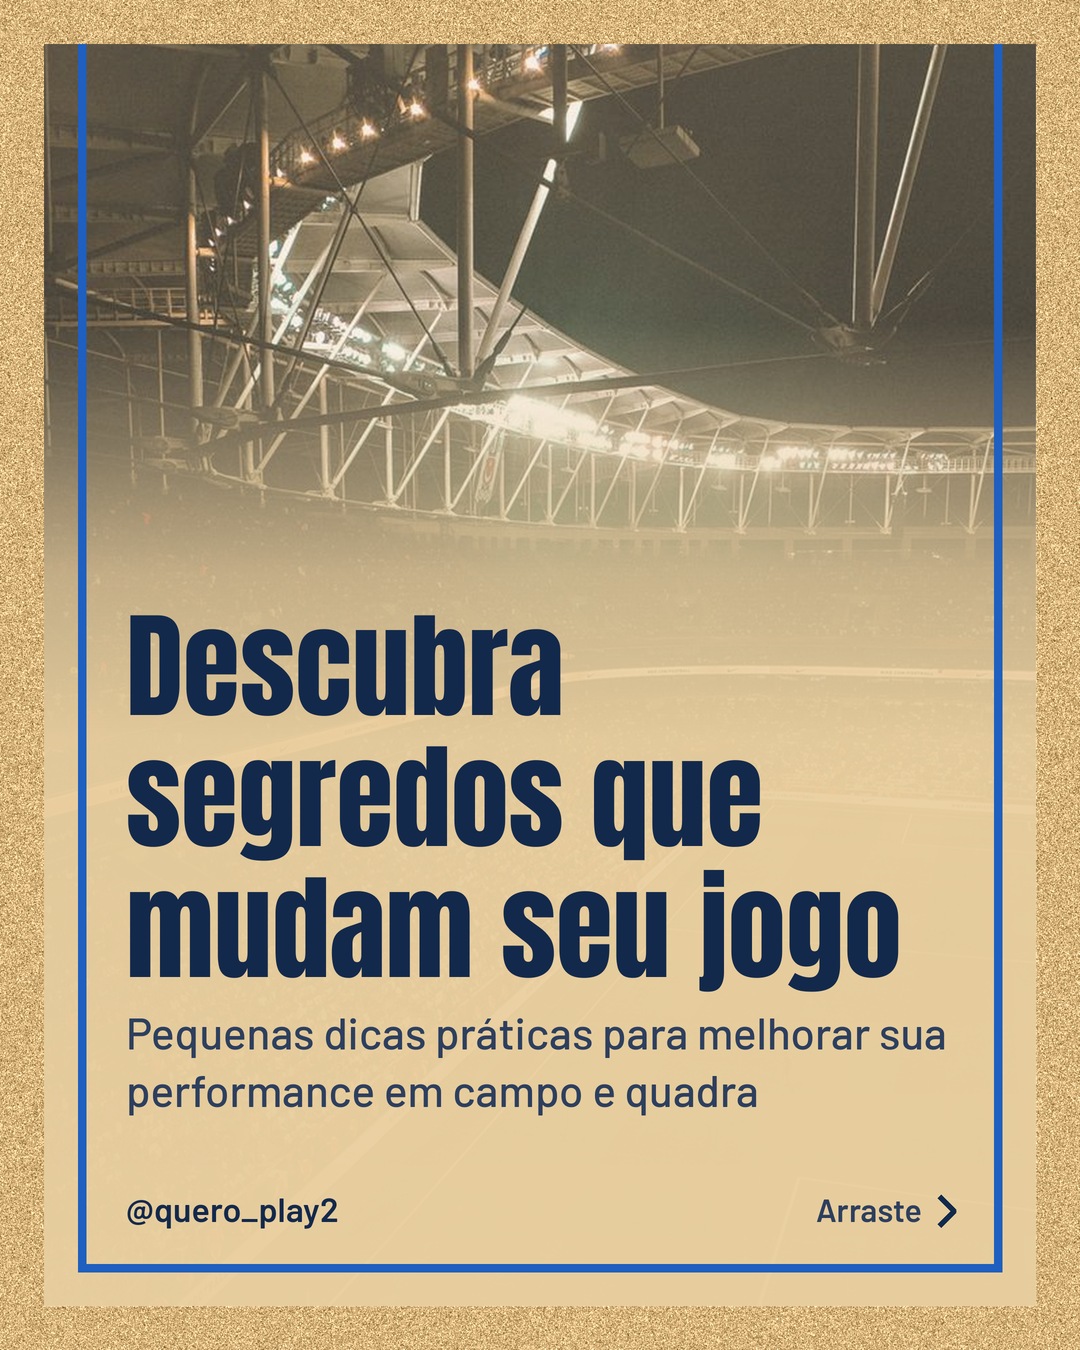 Descubra
segredos que
mudam seu jogo
Pequenas dicas práticas para melhorar sua
performance em campo e quadra
@quero_play2
Arraste